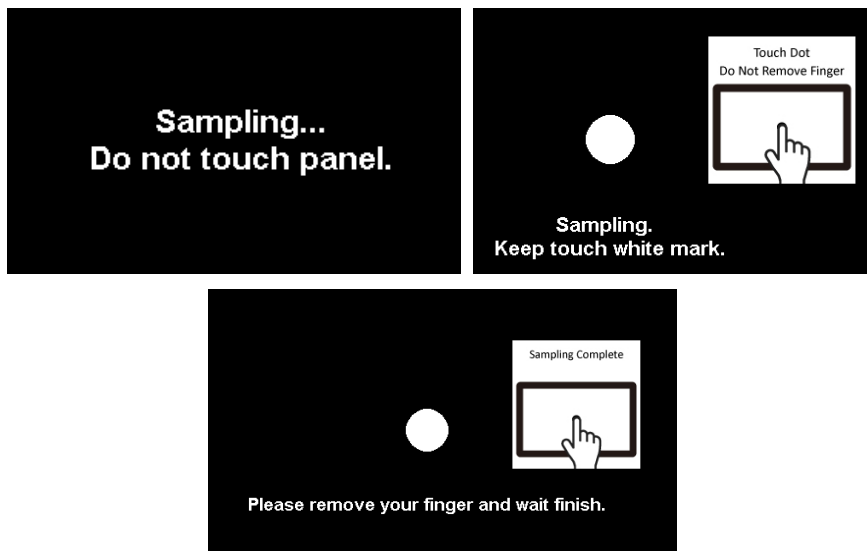 Sampling...
Do not touch panel.
Touch Dot
Do Not Remove Finger
Sampling.
Keep touch white mark.
Sampling Complete
Please remove your finger and wait finish.